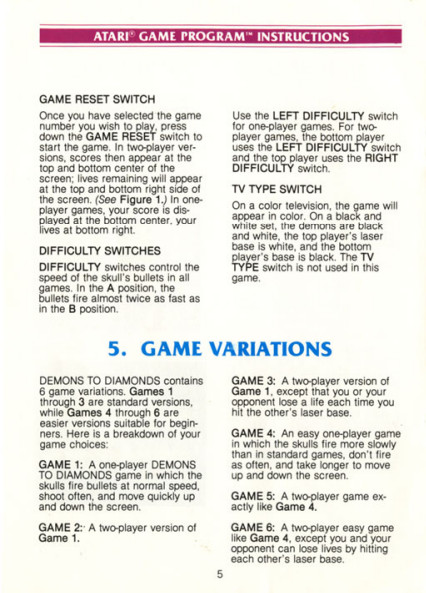 ATARI® GAME PROGRAM™ INSTRUCTIONS
GAME RESET SWITCH
Once you have selected the game
number you wish to play, press
down the GAME RESET switch to
start the game. In two-player ver-
sions, scores then appear at the
top and bottom center of the
screen; lives remaining will appear
at the top and bottom right side of
the screen. (See Figure 1.) In one-
player games, your score is dis-
played at the bottom center, your
lives at bottom right.
DIFFICULTY SWITCHES
DIFFICULTY switches control the
speed of the skull's bullets in all
games. In the A position, the
bullets fire almost twice as fast as
in the B position.
Use the LEFT DIFFICULTY switch
for one-player games. For two-
player games, the bottom player
uses the LEFT DIFFICULTY switch
and the top player uses the RIGHT
DIFFICULTY switch.
TV TYPE SWITCH
On a color television, the game will
appear in color. On a black and
white set, the demons are black
and white, the top player's laser
base is white, and the bottom
player's base is black. The TV
TYPE switch is not used in this
game.
5. GAME VARIATIONS
DEMONS TO DIAMONDS contains
6 game variations. Games 1
through 3 are standard versions,
while Games 4 through 6 are
easier versions suitable for begin-
ners. Here is a breakdown of your
game choices:
GAME 1: A one-player DEMONS
TO DIAMONDS game in which the
skulls fire bullets at normal speed,
shoot often, and move quickly up
and down the screen.
GAME 2: A two-player version of
Game 1.
GAME 3: A two-player version of
Game 1, except that you or your
opponent lose a life each time you
hit the other's laser base.
GAME 4: An easy one-player game
in which the skulls fire more slowly
than in standard games, don't fire
as often, and take longer to move
up and down the screen.
GAME 5: A two-player game ex-
actly like Game 4.
GAME 6: A two-player easy game
like Game 4, except you and your
opponent can lose lives by hitting
each other's laser base.
5